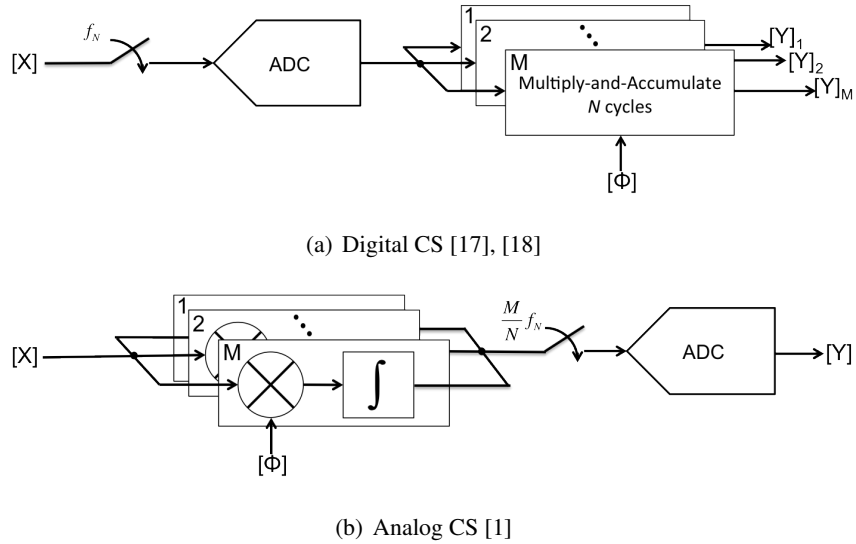 [X]
f_N
ADC
1
2
M
Multiply-and-Accumulate
N cycles
[Y]_1
[Y]_2
[Y]_M
[Φ]
(a) Digital CS [17], [18]
[X]
1
2
M
∫
[Φ]
M/N f_N
ADC
[Y]
(b) Analog CS [1]